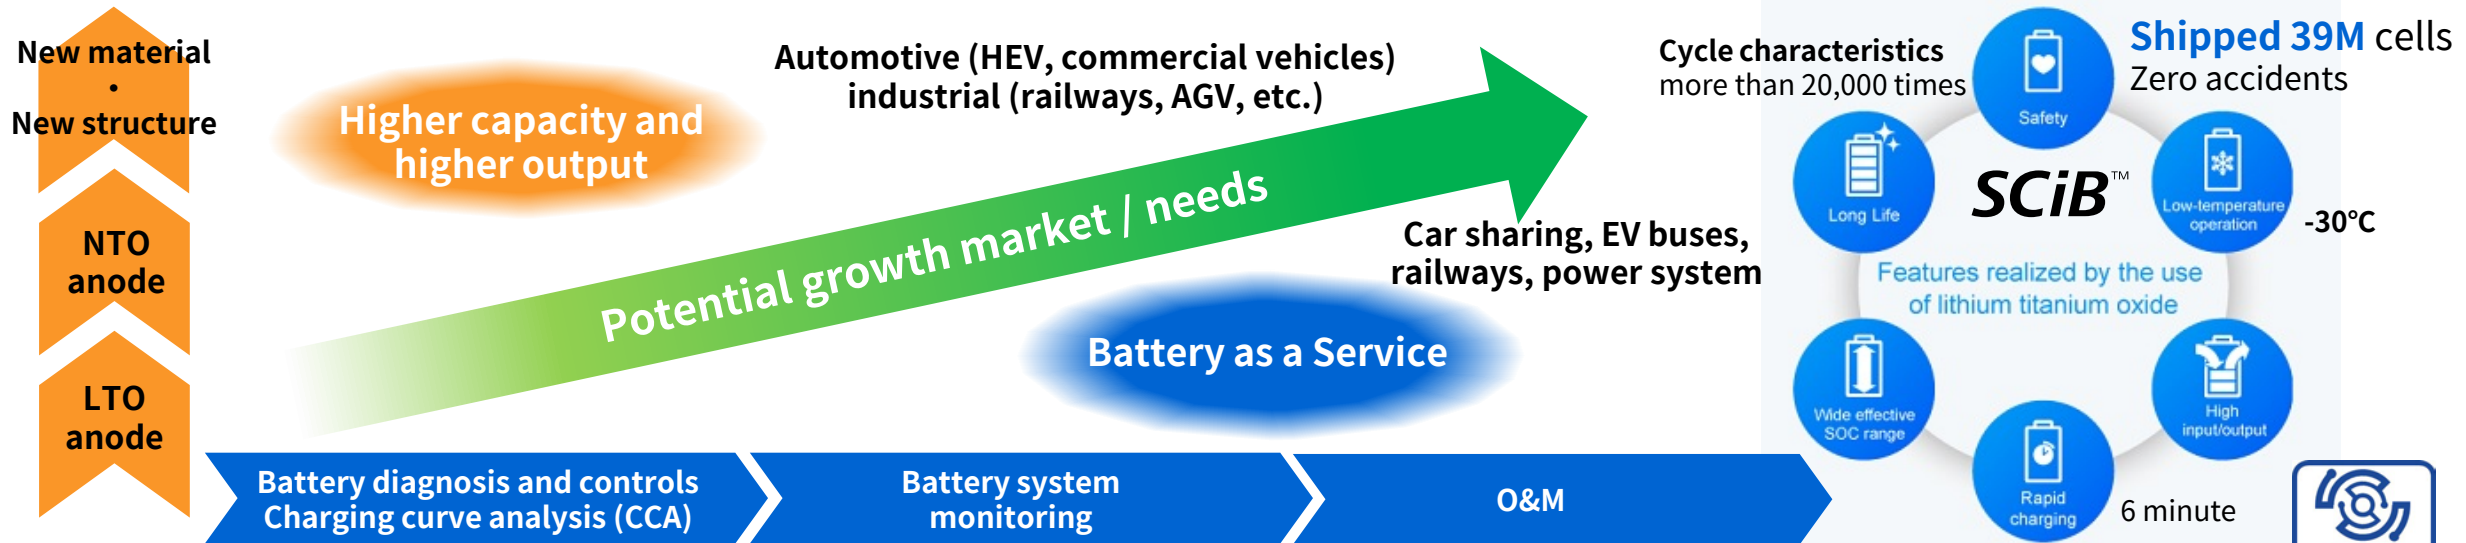 New material
・
New structure
NTO
anode
LTO
anode
Higher capacity and
higher output
Automotive (HEV, commercial vehicles)
industrial (railways, AGV, etc.)
Potential growth market / needs
Car sharing, EV buses,
railways, power system
Battery as a Service
Battery diagnosis and controls
Charging curve analysis (CCA)
Battery system
monitoring
O&M
Cycle characteristics
more than 20,000 times
Shipped 39M cells
Zero accidents
Safety
Long Life
SCiB™
Low-temperature
operation
-30°C
Features realized by the use
of lithium titanium oxide
Wide effective
SOC range
High
input/output
Rapid
charging
6 minute